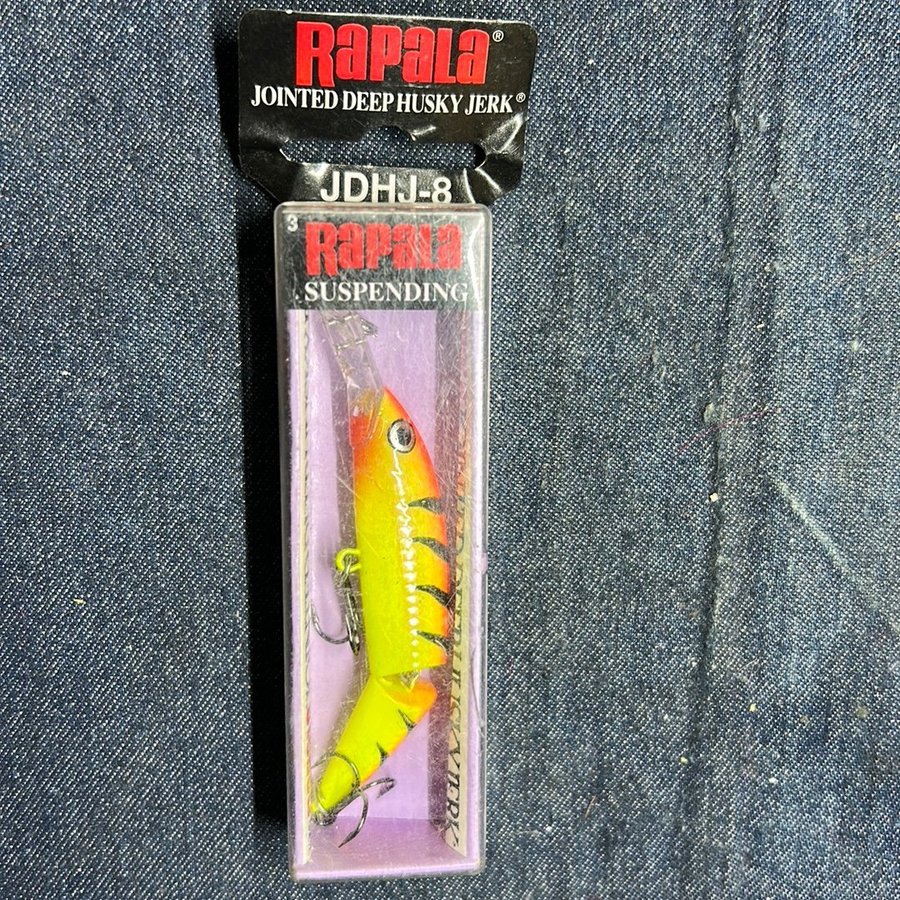 RAPALA®
JOINTED DEEP HUSKY JERK®
JDHJ-8
3
RAPALA
SUSPENDING